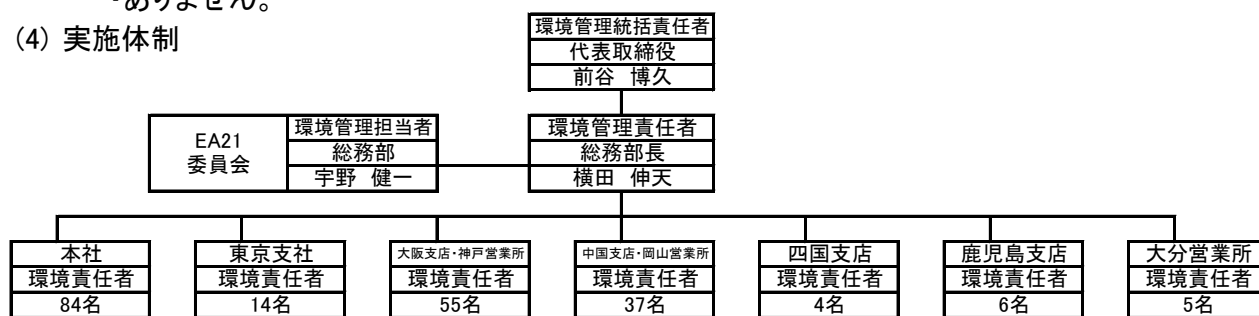 ・ありません。
(4) 実施体制
環境管理統括責任者
代表取締役
前谷 博久
EA21
委員会
環境管理担当者
総務部
宇野 健一
環境管理責任者
総務部長
横田 伸天
本社
環境責任者
84名
東京支社
環境責任者
14名
大阪支店・神戸営業所
環境責任者
55名
中国支店・岡山営業所
環境責任者
37名
四国支店
環境責任者
4名
鹿児島支店
環境責任者
6名
大分営業所
環境責任者
5名